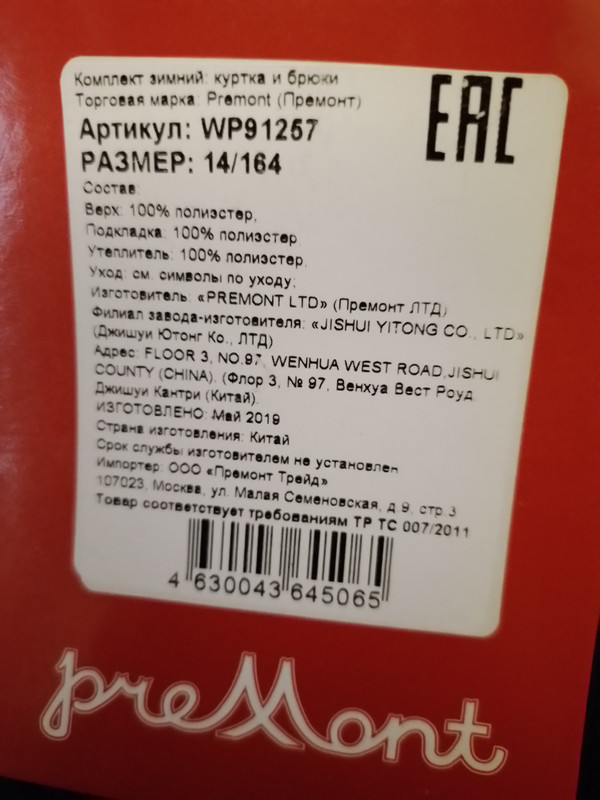 Комплект зимний: куртка и брюки
Торговая марка: Premont (Премонт)
EAC
Артикул: WP91257
РАЗМЕР: 14/164
Состав
Верх: 100% полиэстер,
Подкладка: 100% полиэстер
Утеплитель: 100% полиэстер
Уход: см. символы по уходу;
Изготовитель: «PREMONT LTD» (Премонт ЛТД)
Филиал завода-изготовителя: «JISHUI YITONG CO., LTD»
(Джишуи Ютонг Ко., ЛТД)
Адрес: FLOOR 3, NO.97, WENHUA WEST ROAD,JISHUI
COUNTY (CHINA). (Флор 3, № 97, Венхуа Вест Роуд
Джишуи Кантри (Китай).
ИЗГОТОВЛЕНО: Май 2019
Страна изготовления: Китай
Срок службы изготовителем не установлен
Импортер: ООО «Премонт Трейд»
107023, Москва, ул. Малая Семеновская, д.9, стр.3
Товар соответствует требованиям ТР ТС 007/2011
4 630043 645065
preMont